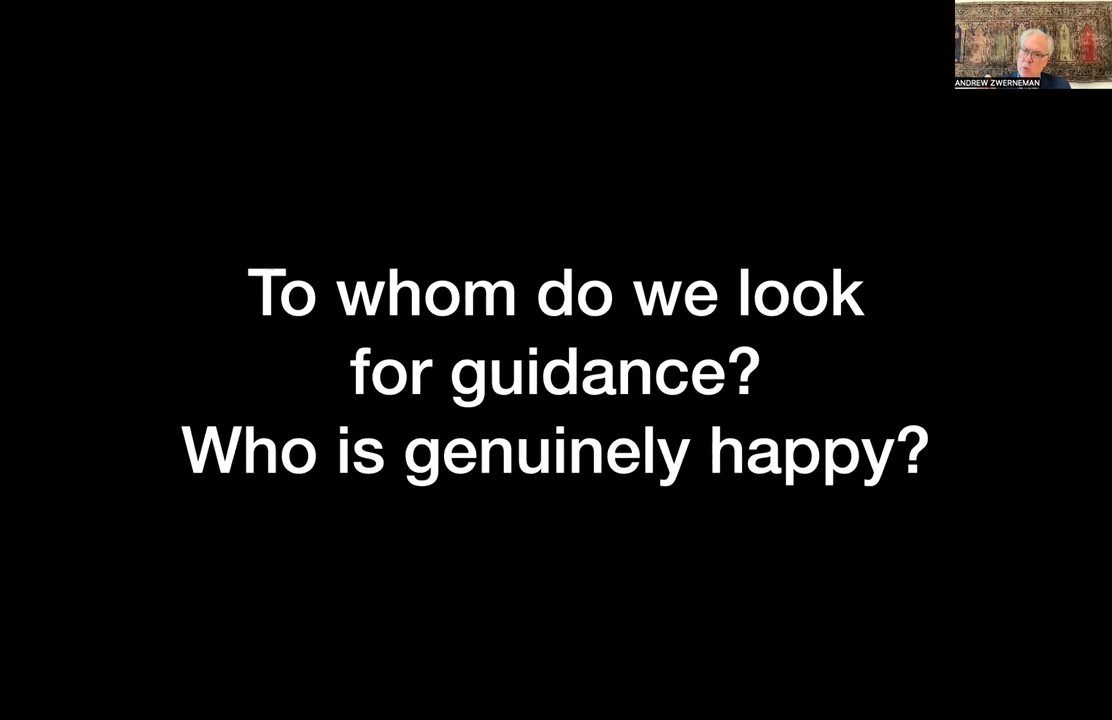 ANDREW ZWERNEMAN
To whom do we look
for guidance?
Who is genuinely happy?